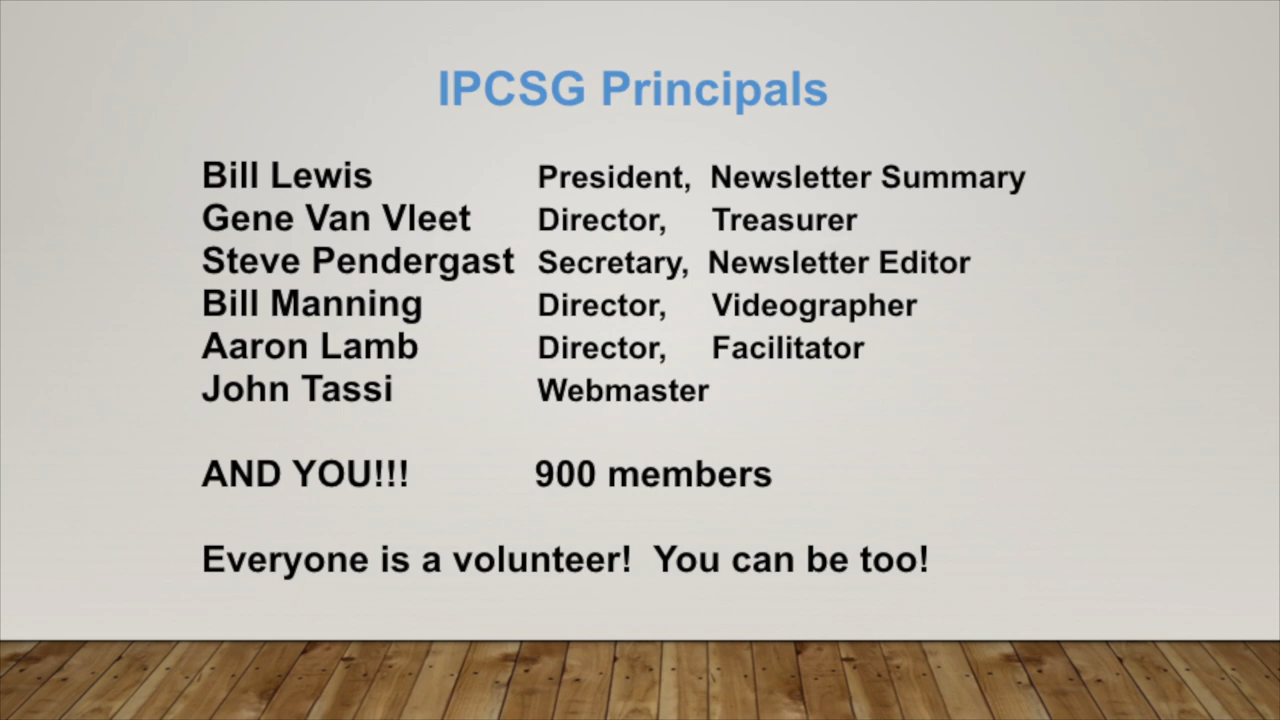 IPCSG Principals
Bill Lewis President, Newsletter Summary
Gene Van Vleet Director, Treasurer
Steve Pendergast Secretary, Newsletter Editor
Bill Manning Director, Videographer
Aaron Lamb Director, Facilitator
John Tassi Webmaster
AND YOU!!! 900 members
Everyone is a volunteer! You can be too!